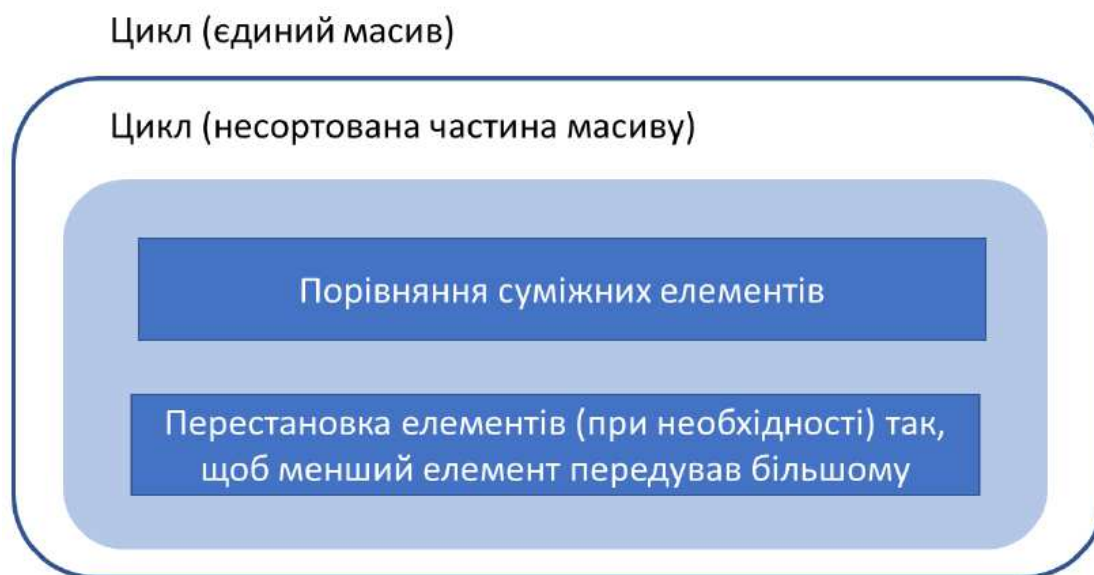 Цикл (єдиний масив)
Цикл (несортована частина масиву)
Порівняння суміжних елементів
Перестановка елементів (при необхідності) так,
щоб менший елемент передував більшому